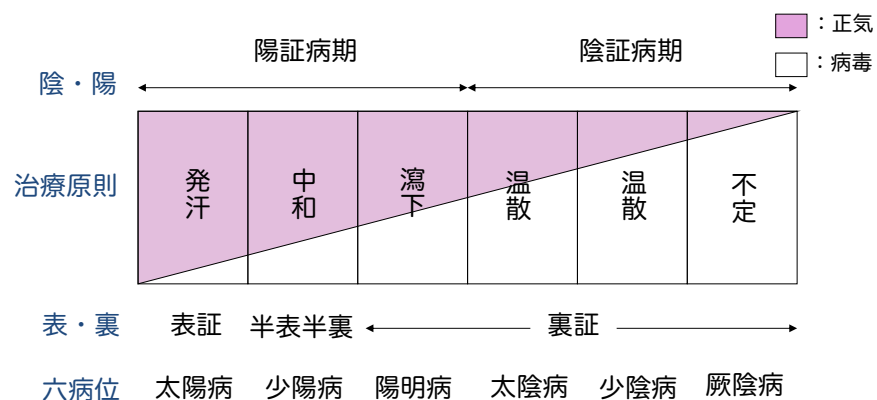 ：正気
：病毒
陽証病期 陰証病期
陰・陽
治療原則 発汗 中和 瀉下 温散 温散 不定
表・裏 表証 半表半裏 裏証
六病位 太陽病 少陽病 陽明病 太陰病 少陰病 厥陰病